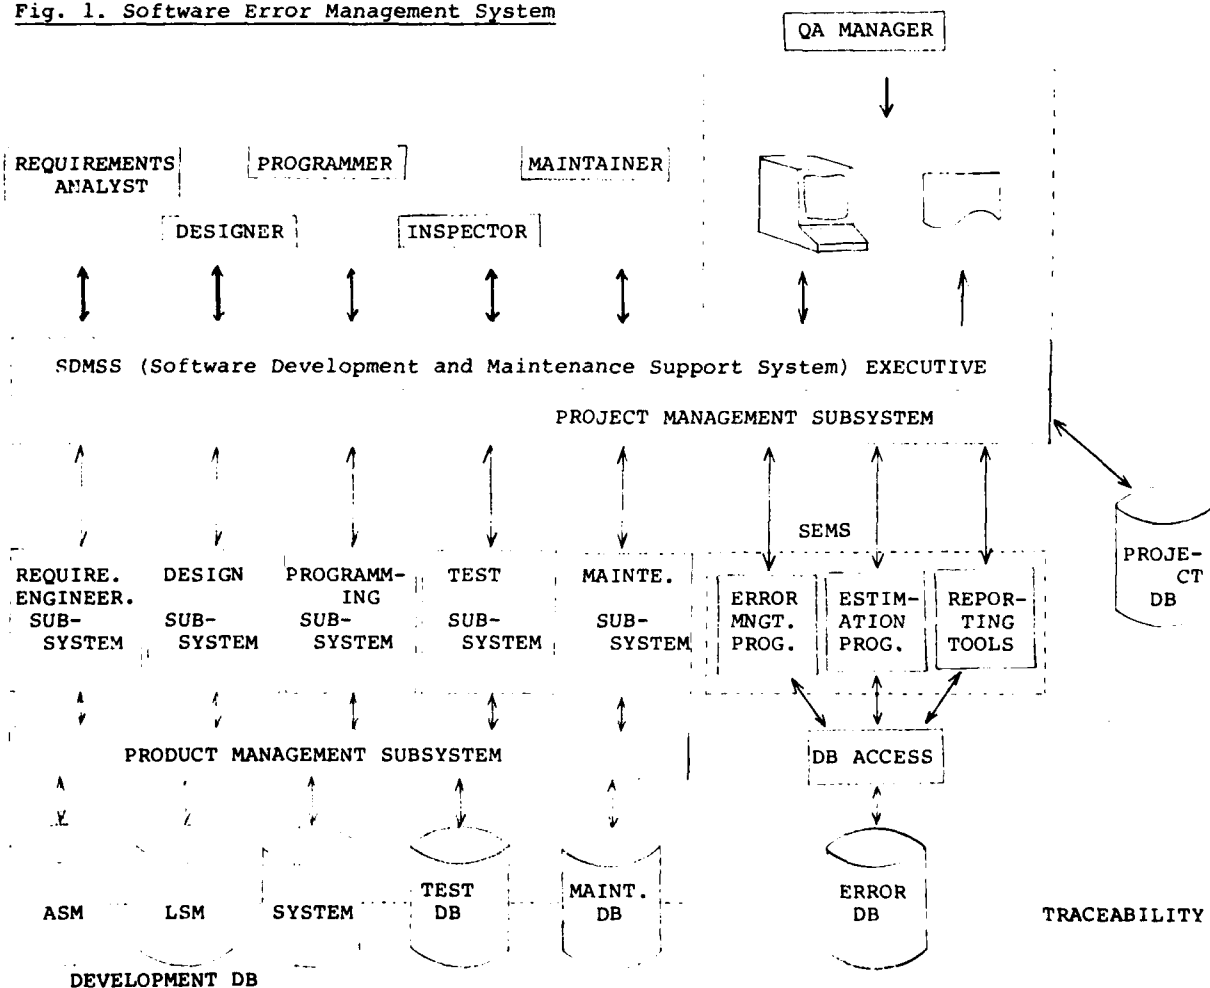 Fig. 1. Software Error Management System
QA MANAGER
REQUIREMENTS
ANALYST
PROGRAMMER
MAINTAINER
DESIGNER
INSPECTOR
SDMSS (Software Development and Maintenance Support System) EXECUTIVE
PROJECT MANAGEMENT SUBSYSTEM
SEMS
PROJE-
CT
DB
REQUIRE.
ENGINEER.
SUB-
SYSTEM
DESIGN
SUB-
SYSTEM
PROGRAMM-
ING
SUB-
SYSTEM
TEST
SUB-
SYSTEM
MAINTE.
SUB-
SYSTEM
ERROR
MNGT.
PROG.
ESTIM-
ATION
PROG.
REPOR-
TING
TOOLS
PRODUCT MANAGEMENT SUBSYSTEM
DB ACCESS
ASM
LSM
SYSTEM
TEST
DB
MAINT.
DB
ERROR
DB
TRACEABILITY
DEVELOPMENT DB